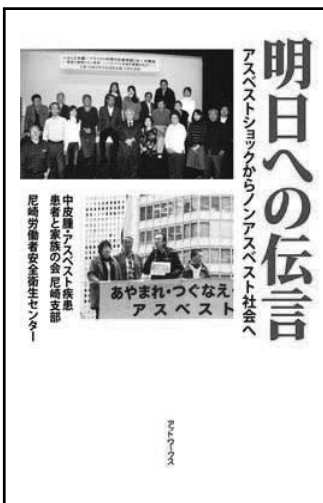 明日への伝言
アスベストショックからノンアスベスト社会へ
中皮腫・アスベスト疾患
患者と家族の会 尼崎支部
尼崎労働者安全衛生センター
あやまれ・つぐなえ・
アスベスト
アットワークス